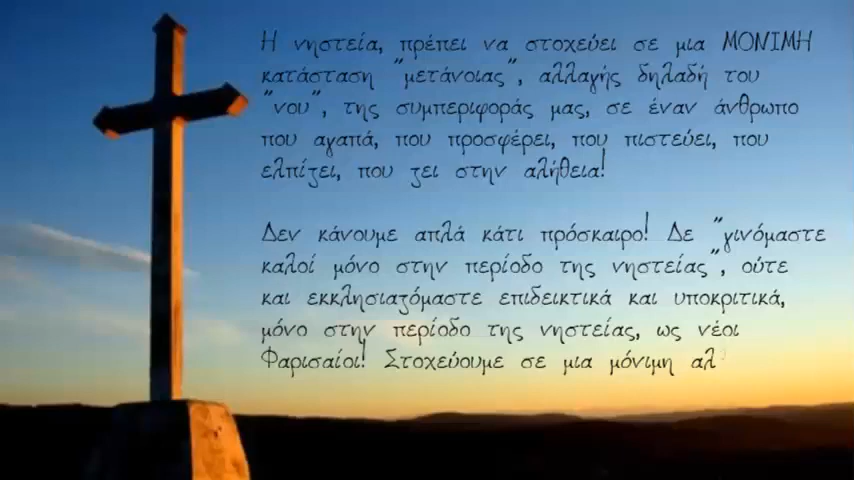 Η νηστεία, πρέπει να στοχεύει σε μια ΜΟΝΙΜΗ
κατάσταση "μετάνοιας", αλλαγής δηλαδή του
"νου", της συμπεριφοράς μας, σε έναν άνθρωπο
που αγαπά, που προσφέρει, που πιστεύει, που
ελπίζει, που ζει στην αλήθεια!
Δεν κάνουμε απλά κάτι πρόσκαιρο! Δε "γινόμαστε
καλοί μόνο στην περίοδο της νηστείας", ούτε
και εκκλησιαζόμαστε επιδεικτικά και υποκριτικά,
μόνο στην περίοδο της νηστείας, ως νέοι
Φαρισαίοι! Στοχεύουμε σε μια μόνιμη αλ